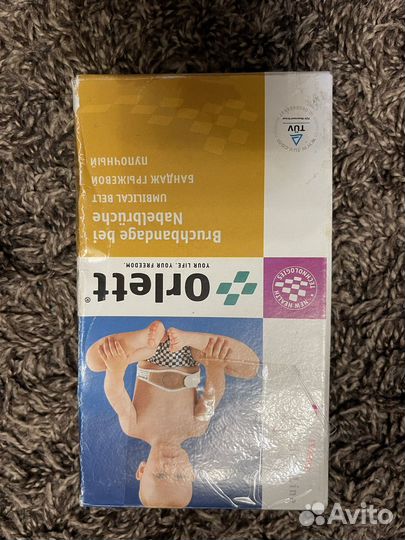 Orlett®
YOUR LIFE. YOUR FREEDOM.
NEW HEALTH
TECHNOLOGIES
Bruchbandage bei
Nabelbrüche
UMBILICAL BELT
БАНДАЖ ГРЫЖЕВОЙ
ПУПОЧНЫЙ
TÜV
Avito